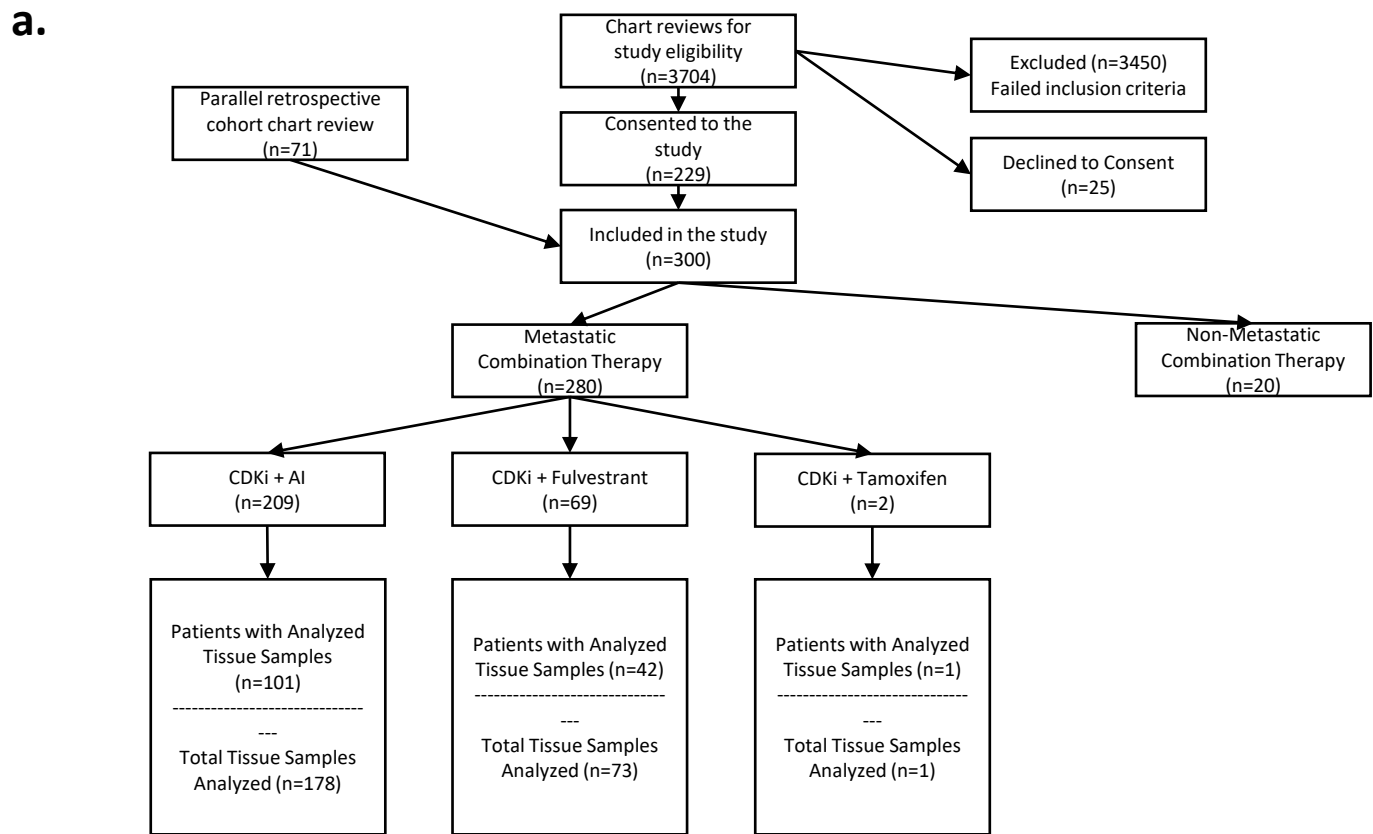 a.
Chart reviews for
study eligibility
(n=3704)
Excluded (n=3450)
Failed inclusion criteria
Parallel retrospective
cohort chart review
(n=71)
Consented to the
study
(n=229)
Declined to Consent
(n=25)
Included in the study
(n=300)
Metastatic
Combination Therapy
(n=280)
Non-Metastatic
Combination Therapy
(n=20)
CDKi + AI
(n=209)
CDKi + Fulvestrant
(n=69)
CDKi + Tamoxifen
(n=2)
Patients with Analyzed
Tissue Samples
(n=101)
------------------------------
---
Total Tissue Samples
Analyzed (n=178)
Patients with Analyzed
Tissue Samples (n=42)
------------------------------
---
Total Tissue Samples
Analyzed (n=73)
Patients with Analyzed
Tissue Samples (n=1)
------------------------------
---
Total Tissue Samples
Analyzed (n=1)